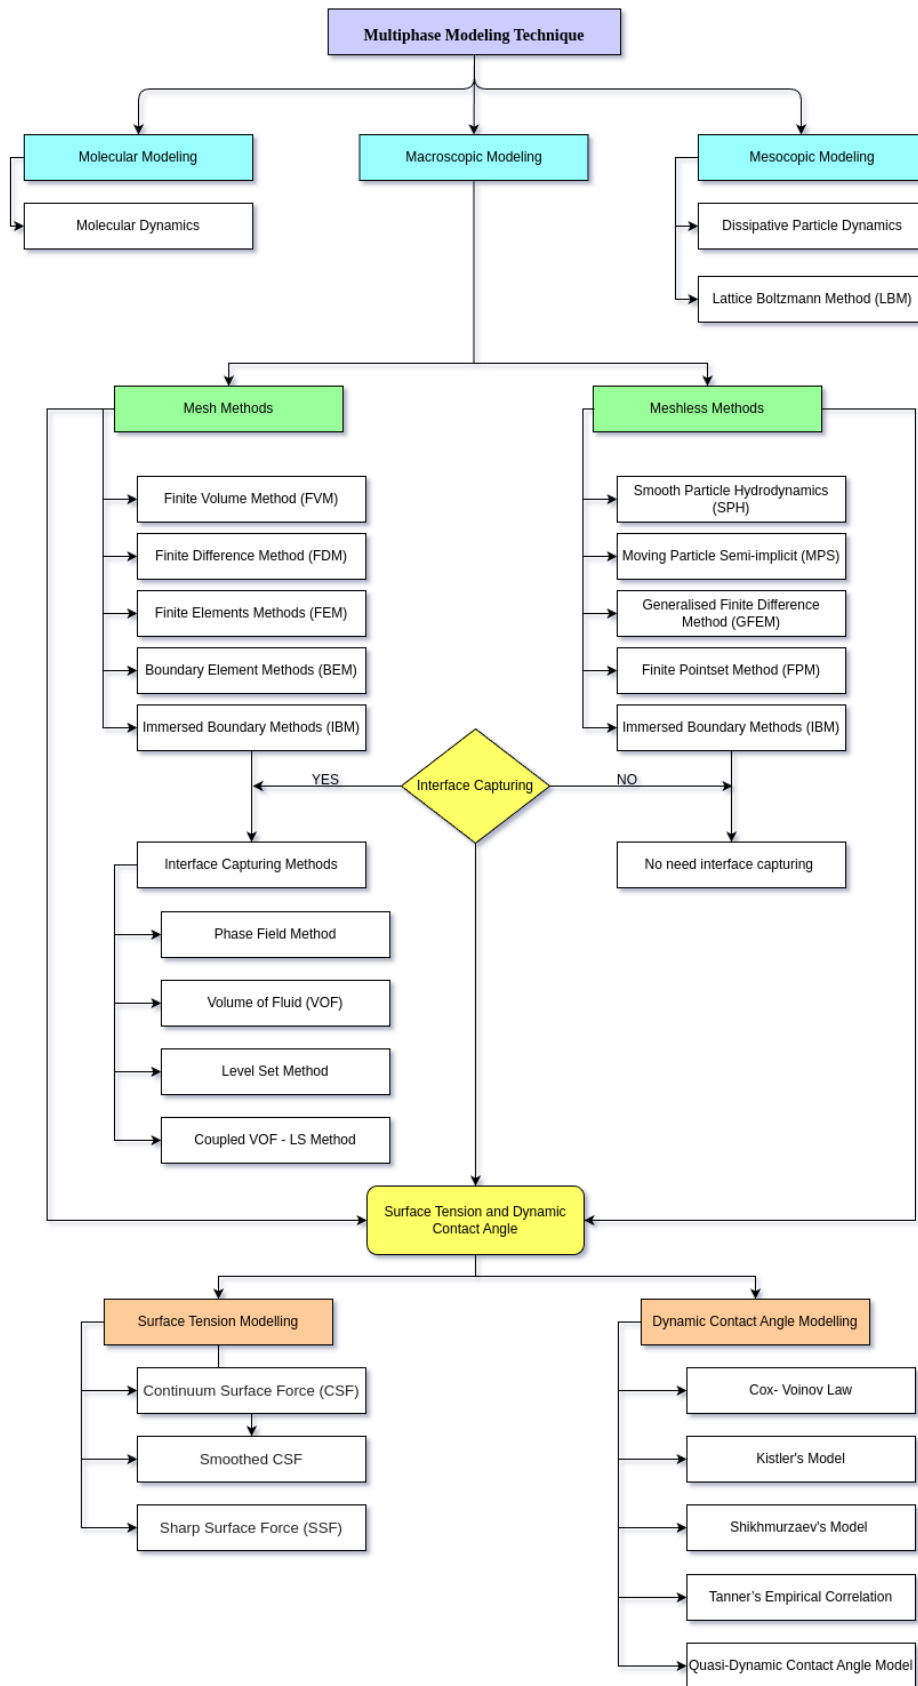 Multiphase Modeling Technique
Molecular Modeling
Macroscopic Modeling
Mesocopic Modeling
Molecular Dynamics
Dissipative Particle Dynamics
Lattice Boltzmann Method (LBM)
Mesh Methods
Meshless Methods
Finite Volume Method (FVM)
Finite Difference Method (FDM)
Finite Elements Methods (FEM)
Boundary Element Methods (BEM)
Immersed Boundary Methods (IBM)
Smooth Particle Hydrodynamics
(SPH)
Moving Particle Semi-implicit (MPS)
Generalised Finite Difference
Method (GFEM)
Finite Pointset Method (FPM)
Immersed Boundary Methods (IBM)
YES
Interface Capturing
NO
Interface Capturing Methods
No need interface capturing
Phase Field Method
Volume of Fluid (VOF)
Level Set Method
Coupled VOF - LS Method
Surface Tension and Dynamic
Contact Angle
Surface Tension Modelling
Dynamic Contact Angle Modelling
Continuum Surface Force (CSF)
Smoothed CSF
Sharp Surface Force (SSF)
Cox- Voinov Law
Kistler's Model
Shikhmurzaev's Model
Tanner's Empirical Correlation
Quasi-Dynamic Contact Angle Model